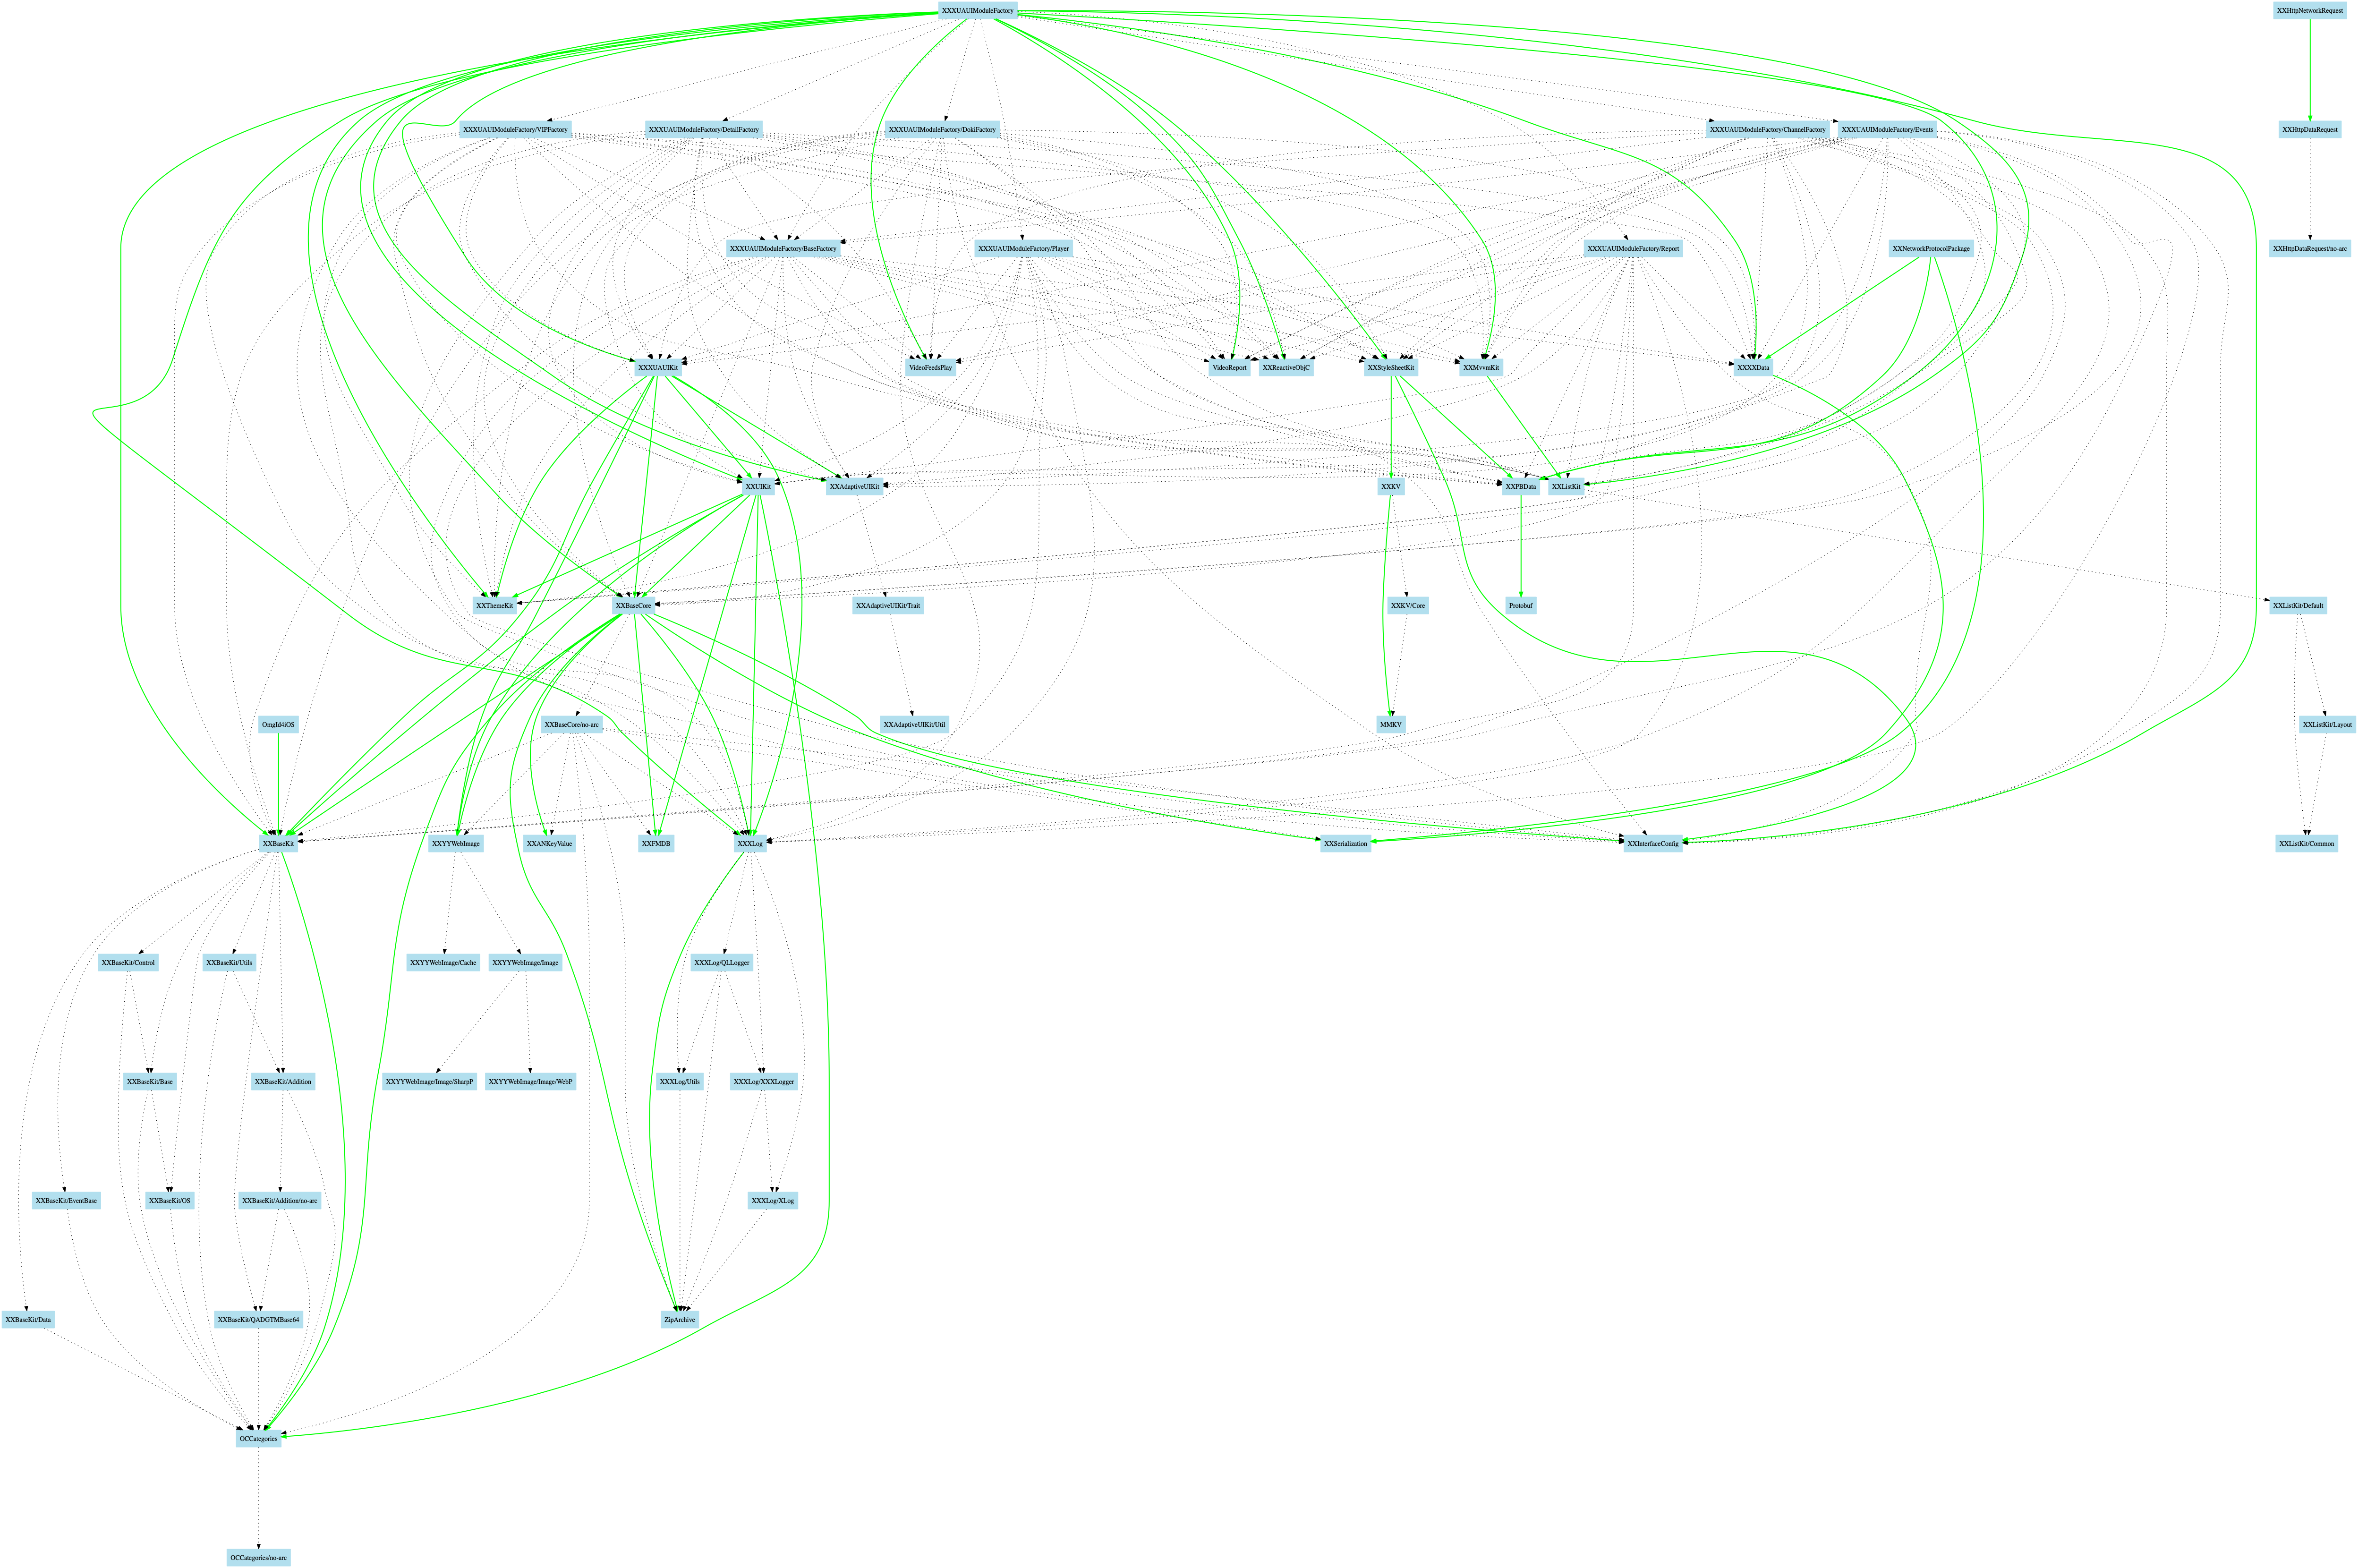 XXXUAUIModuleFactory
XXHttpNetworkRequest
XXXUAUIModuleFactory/VIPFactory
XXXUAUIModuleFactory/DetailFactory
XXXUAUIModuleFactory/DokiFactory
XXXUAUIModuleFactory/ChannelFactory
XXXUAUIModuleFactory/Events
XXHttpDataRequest
XXXUAUIModuleFactory/BaseFactory
XXXUAUIModuleFactory/Player
XXXUAUIModuleFactory/Report
XXNetworkProtocolPackage
XXHttpDataRequest/no-arc
XXXUAUIKit
VideoFeedsPlay
VideoReport
XXReactiveObjC
XXStyleSheetKit
XXMvvmKit
XXXXData
XXUIKit
XXAdaptiveUIKit
XXKV
XXPBData
XXListKit
XXThemeKit
XXBaseCore
XXAdaptiveUIKit/Trait
XXKV/Core
Protobuf
XXListKit/Default
OmgId4iOS
XXBaseCore/no-arc
XXAdaptiveUIKit/Util
MMKV
XXListKit/Layout
XXBaseKit
XXYYWebImage
XXANKeyValue
XXFMDB
XXXLog
XXSerialization
XXInterfaceConfig
XXListKit/Common
XXBaseKit/Control
XXBaseKit/Utils
XXYYWebImage/Cache
XXYYWebImage/Image
XXXLog/QLLogger
XXBaseKit/Base
XXBaseKit/Addition
XXYYWebImage/Image/SharpP
XXYYWebImage/Image/WebP
XXXLog/Utils
XXXLog/XXXLogger
XXBaseKit/EventBase
XXBaseKit/OS
XXBaseKit/Addition/no-arc
XXXLog/XLog
XXBaseKit/Data
XXBaseKit/QADGTMBase64
ZipArchive
OCCategories
OCCategories/no-arc